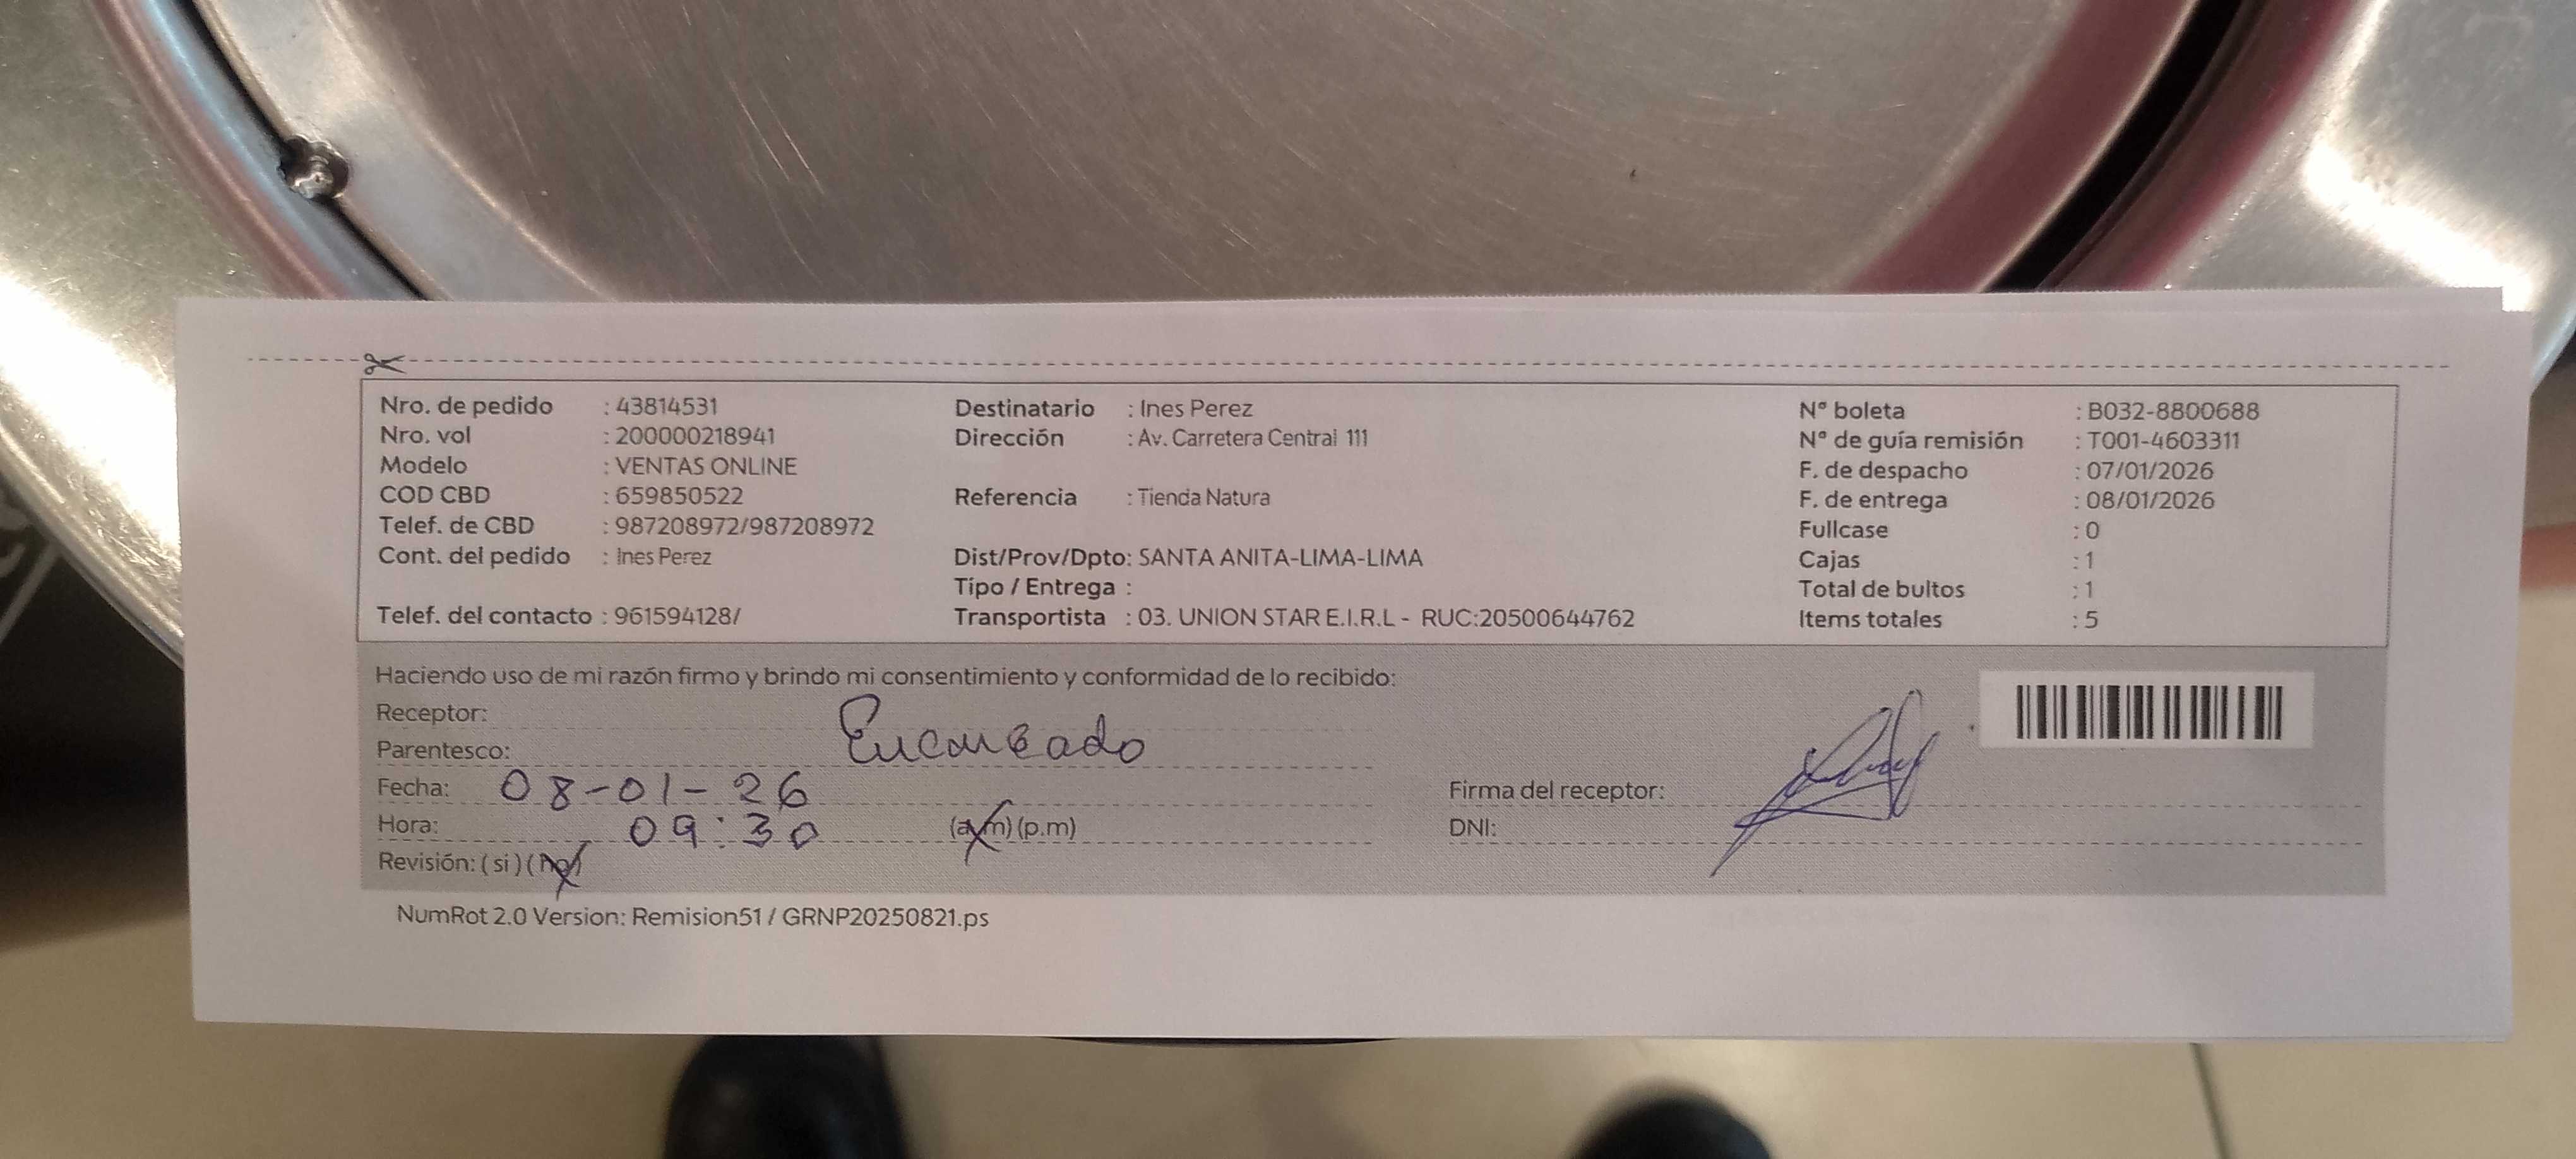 Nro. de pedido : 43814531
Nro. vol : 200000218941
Modelo : VENTAS ONLINE
COD CBD : 659850522
Telef. de CBD : 987208972/987208972
Cont. del pedido : Ines Perez
Telef. del contacto : 961594128/
Destinatario : Ines Perez
Dirección : Av. Carretera Central 111
Referencia : Tienda Natura
Dist/Prov/Dpto: SANTA ANITA-LIMA-LIMA
Tipo / Entrega :
Transportista : 03. UNION STAR E.I.R.L - RUC:20500644762
N° boleta : B032-8800688
N° de guía remisión : T001-4603311
F. de despacho : 07/01/2026
F. de entrega : 08/01/2026
Fullcase : 0
Cajas : 1
Total de bultos : 1
Items totales : 5
Haciendo uso de mi razón firmo y brindo mi consentimiento y conformidad de lo recibido:
Receptor:
Parentesco: Encargado
Fecha: 08-01-26
Hora: 09:30 (a.m) (p.m)
Revisión: ( si ) ( no )
Firma del receptor:
DNI:
NumRot 2.0 Version: Remision51 / GRNP20250821.ps